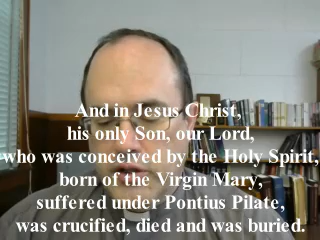 And in Jesus Christ,
his only Son, our Lord,
who was conceived by the Holy Spirit,
born of the Virgin Mary,
suffered under Pontius Pilate,
was crucified, died and was buried.